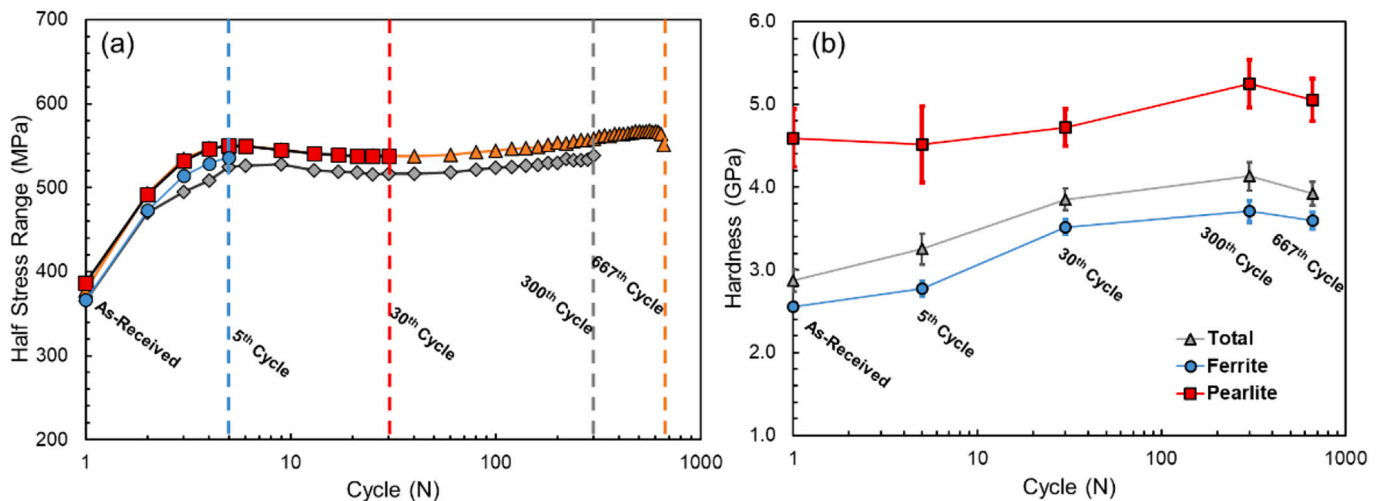 (a)
Half Stress Range (MPa)
700
600
500
400
300
200
As-Received
5th Cycle
30th Cycle
300th Cycle
667th Cycle
1
10
100
1000
Cycle (N)
(b)
Hardness (GPa)
6.0
5.0
4.0
3.0
2.0
1.0
As-Received
5th Cycle
30th Cycle
300th Cycle
667th Cycle
Total
Ferrite
Pearlite
1
10
100
1000
Cycle (N)